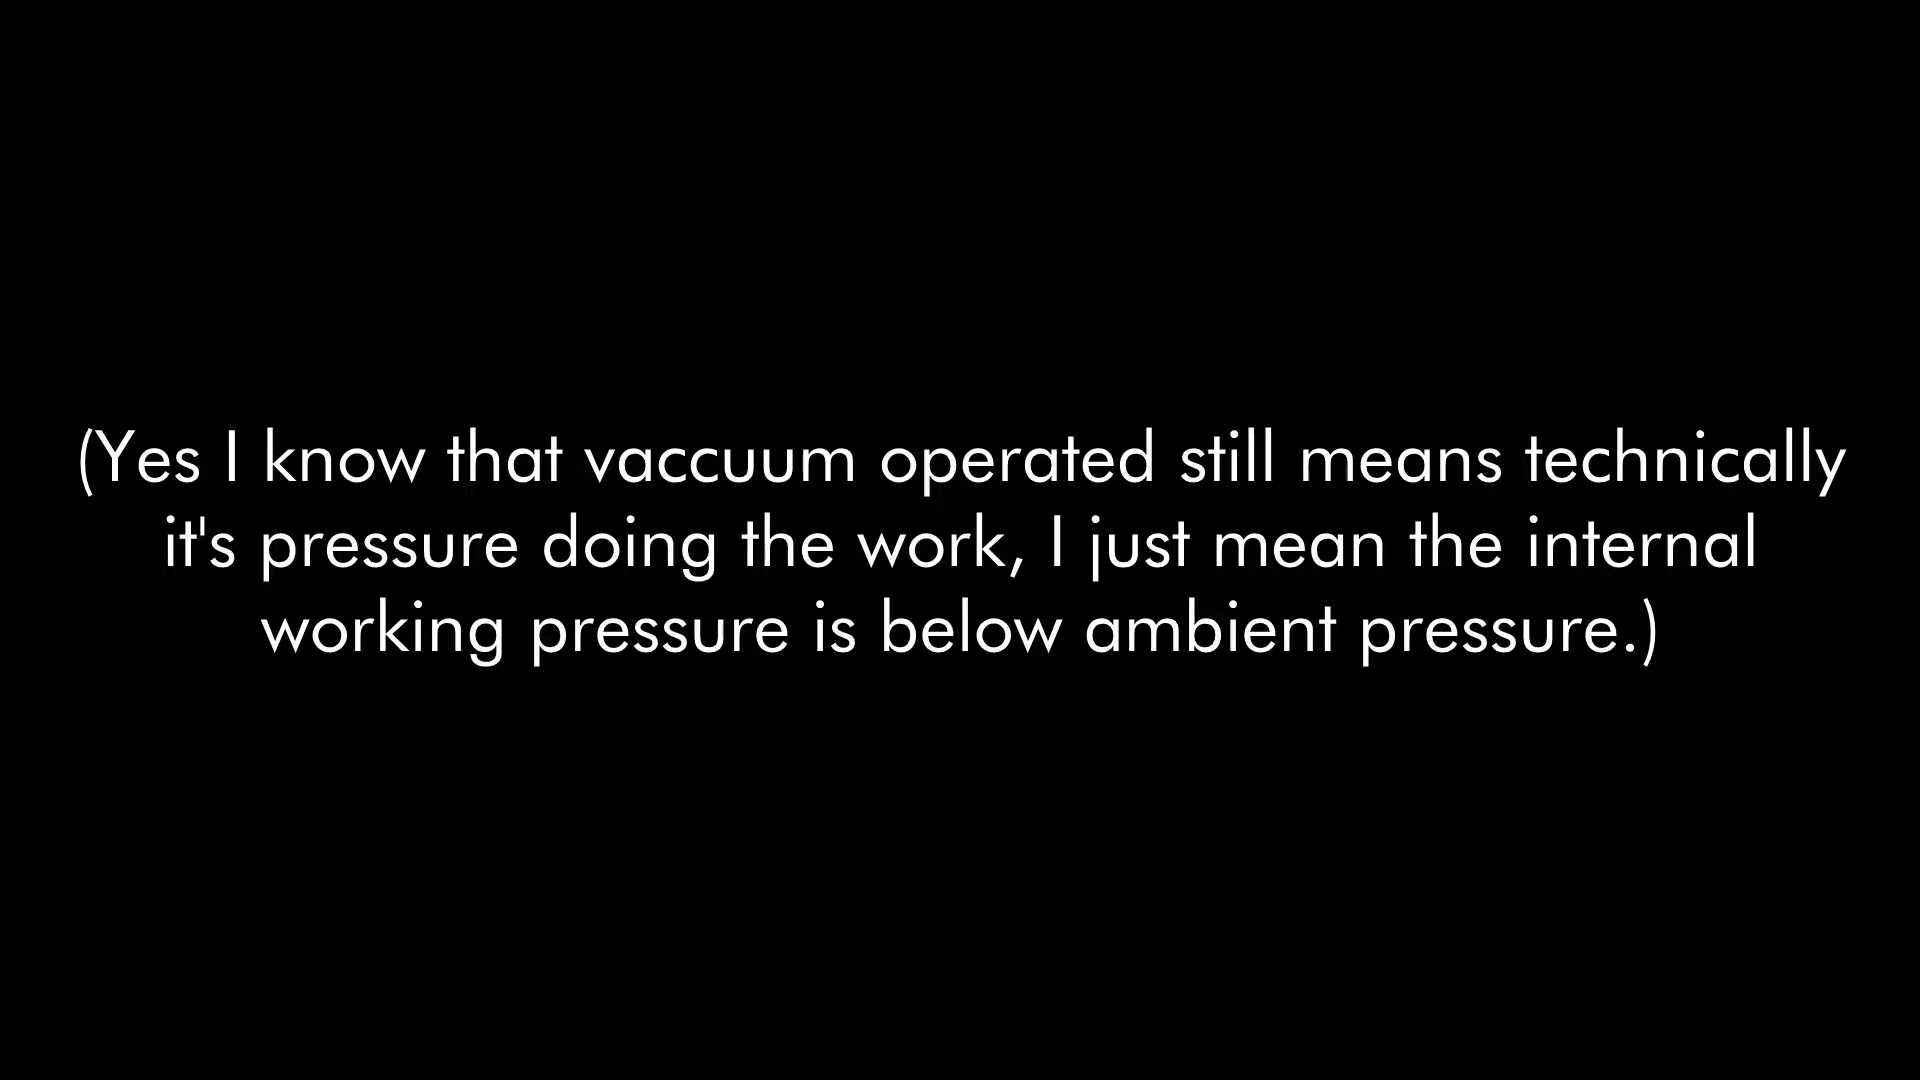 (Yes I know that vaccuum operated still means technically
it's pressure doing the work, I just mean the internal
working pressure is below ambient pressure.)